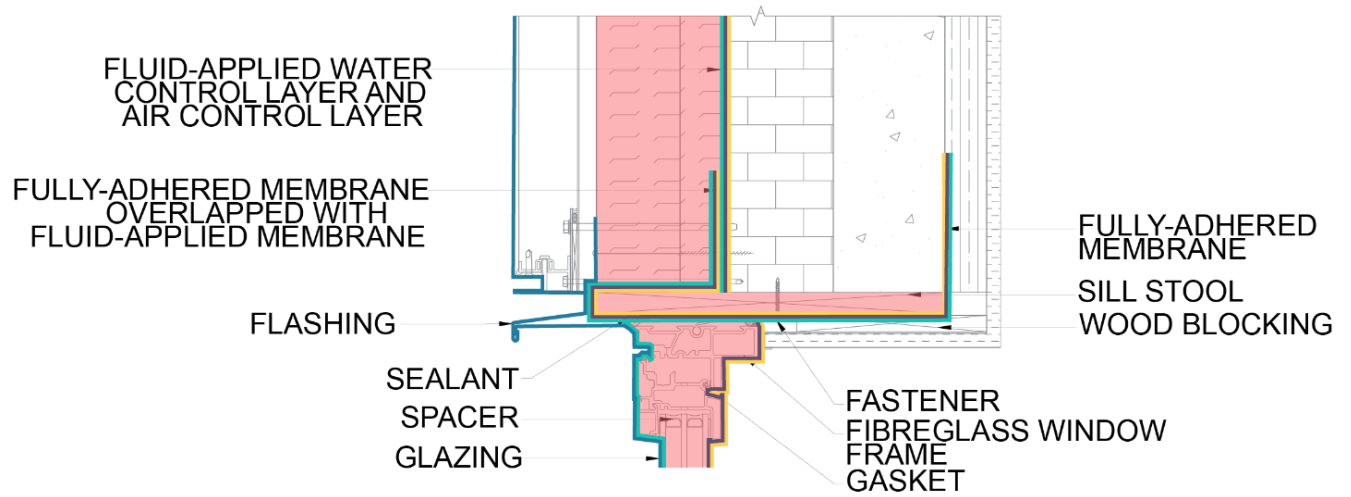 FLUID-APPLIED WATER
CONTROL LAYER AND
AIR CONTROL LAYER
FULLY-ADHERED MEMBRANE
OVERLAPPED WITH
FLUID-APPLIED MEMBRANE
FLASHING
SEALANT
SPACER
GLAZING
FULLY-ADHERED
MEMBRANE
SILL STOOL
WOOD BLOCKING
FASTENER
FIBREGLASS WINDOW
FRAME
GASKET